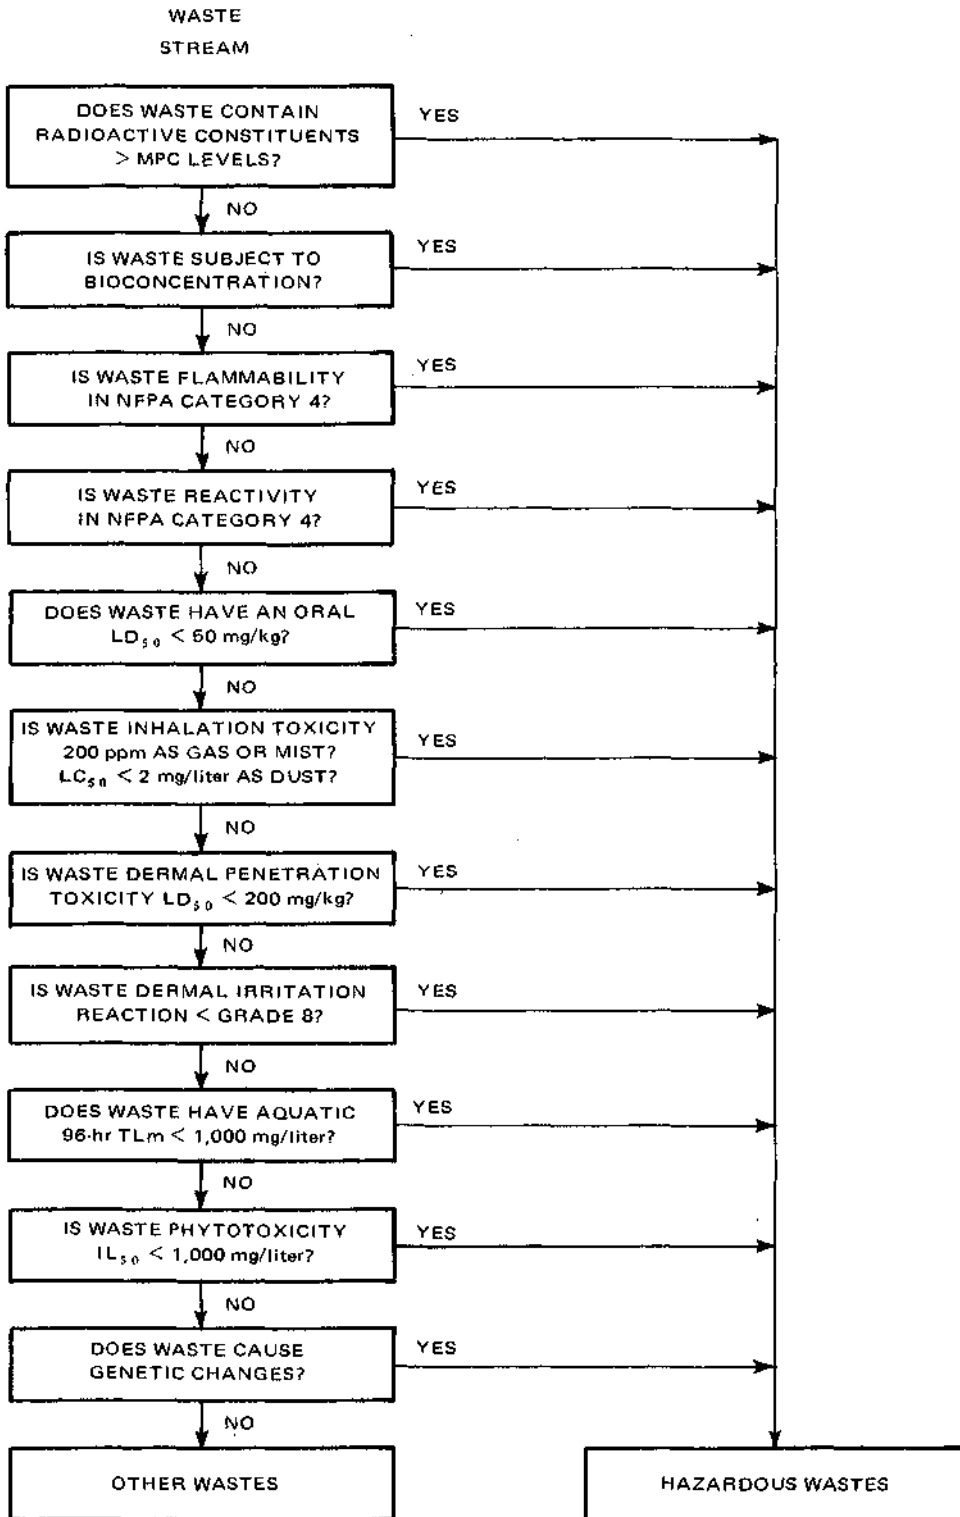 WASTE
STREAM
DOES WASTE CONTAIN
RADIOACTIVE CONSTITUENTS
> MPC LEVELS?
YES
NO
IS WASTE SUBJECT TO
BIOCONCENTRATION?
YES
NO
IS WASTE FLAMMABILITY
IN NFPA CATEGORY 4?
YES
NO
IS WASTE REACTIVITY
IN NFPA CATEGORY 4?
YES
NO
DOES WASTE HAVE AN ORAL
LD₅₀ < 50 mg/kg?
YES
NO
IS WASTE INHALATION TOXICITY
200 ppm AS GAS OR MIST?
LC₅₀ < 2 mg/liter AS DUST?
YES
NO
IS WASTE DERMAL PENETRATION
TOXICITY LD₅₀ < 200 mg/kg?
YES
NO
IS WASTE DERMAL IRRITATION
REACTION < GRADE 8?
YES
NO
DOES WASTE HAVE AQUATIC
96-hr TLm < 1,000 mg/liter?
YES
NO
IS WASTE PHYTOTOXICITY
IL₅₀ < 1,000 mg/liter?
YES
NO
DOES WASTE CAUSE
GENETIC CHANGES?
YES
NO
OTHER WASTES
HAZARDOUS WASTES